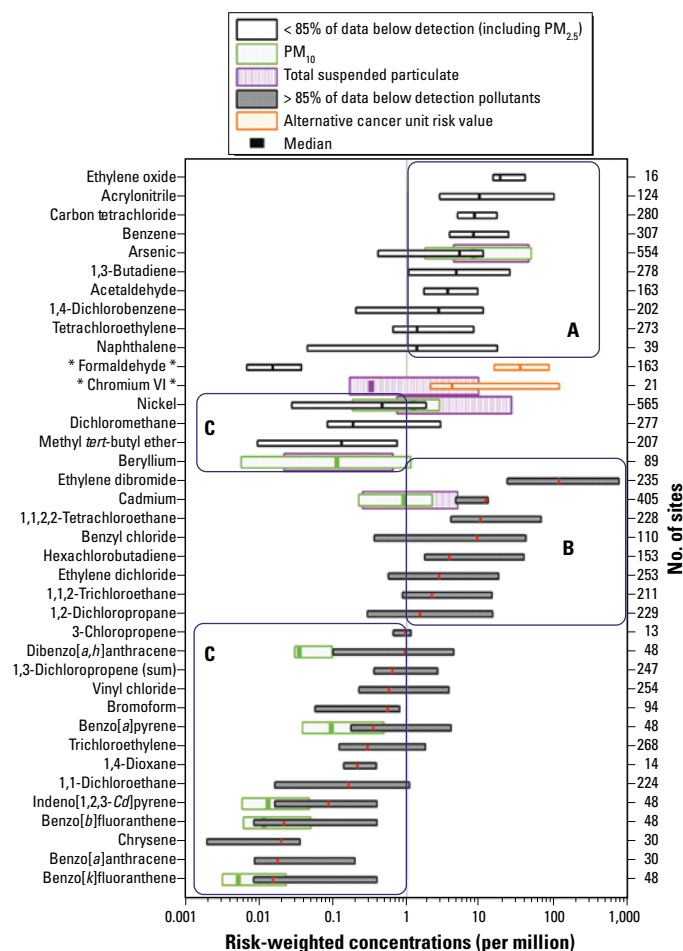 < 85% of data below detection (including PM2.5)
PM10
Total suspended particulate
> 85% of data below detection pollutants
Alternative cancer unit risk value
Median
Ethylene oxide 16
Acrylonitrile 124
Carbon tetrachloride 280
Benzene 307
Arsenic 554
1,3-Butadiene 278
Acetaldehyde 163
1,4-Dichlorobenzene 202
A
Tetrachloroethylene 273
Naphthalene 39
* Formaldehyde * 163
* Chromium VI * 21
Nickel 565
C
Dichloromethane 277
Methyl tert-butyl ether 207
Beryllium 89
Ethylene dibromide 235
Cadmium 405
1,1,2,2-Tetrachloroethane 228
Benzyl chloride 110
B
Hexachlorobutadiene 153
Ethylene dichloride 253
1,1,2-Trichloroethane 211
1,2-Dichloropropane 229
3-Chloropropene 13
Dibenzo[a,h]anthracene 48
C
1,3-Dichloropropene (sum) 247
Vinyl chloride 254
Bromoform 94
Benzo[a]pyrene 48
Trichloroethylene 268
1,4-Dioxane 14
1,1-Dichloroethane 224
Indeno[1,2,3-Cd]pyrene 48
Benzo[b]fluoranthene 48
Chrysene 30
Benzo[a]anthracene 30
Benzo[k]fluoranthene 48
No. of sites
0.001 0.01 0.1 1 10 100 1,000
Risk-weighted concentrations (per million)